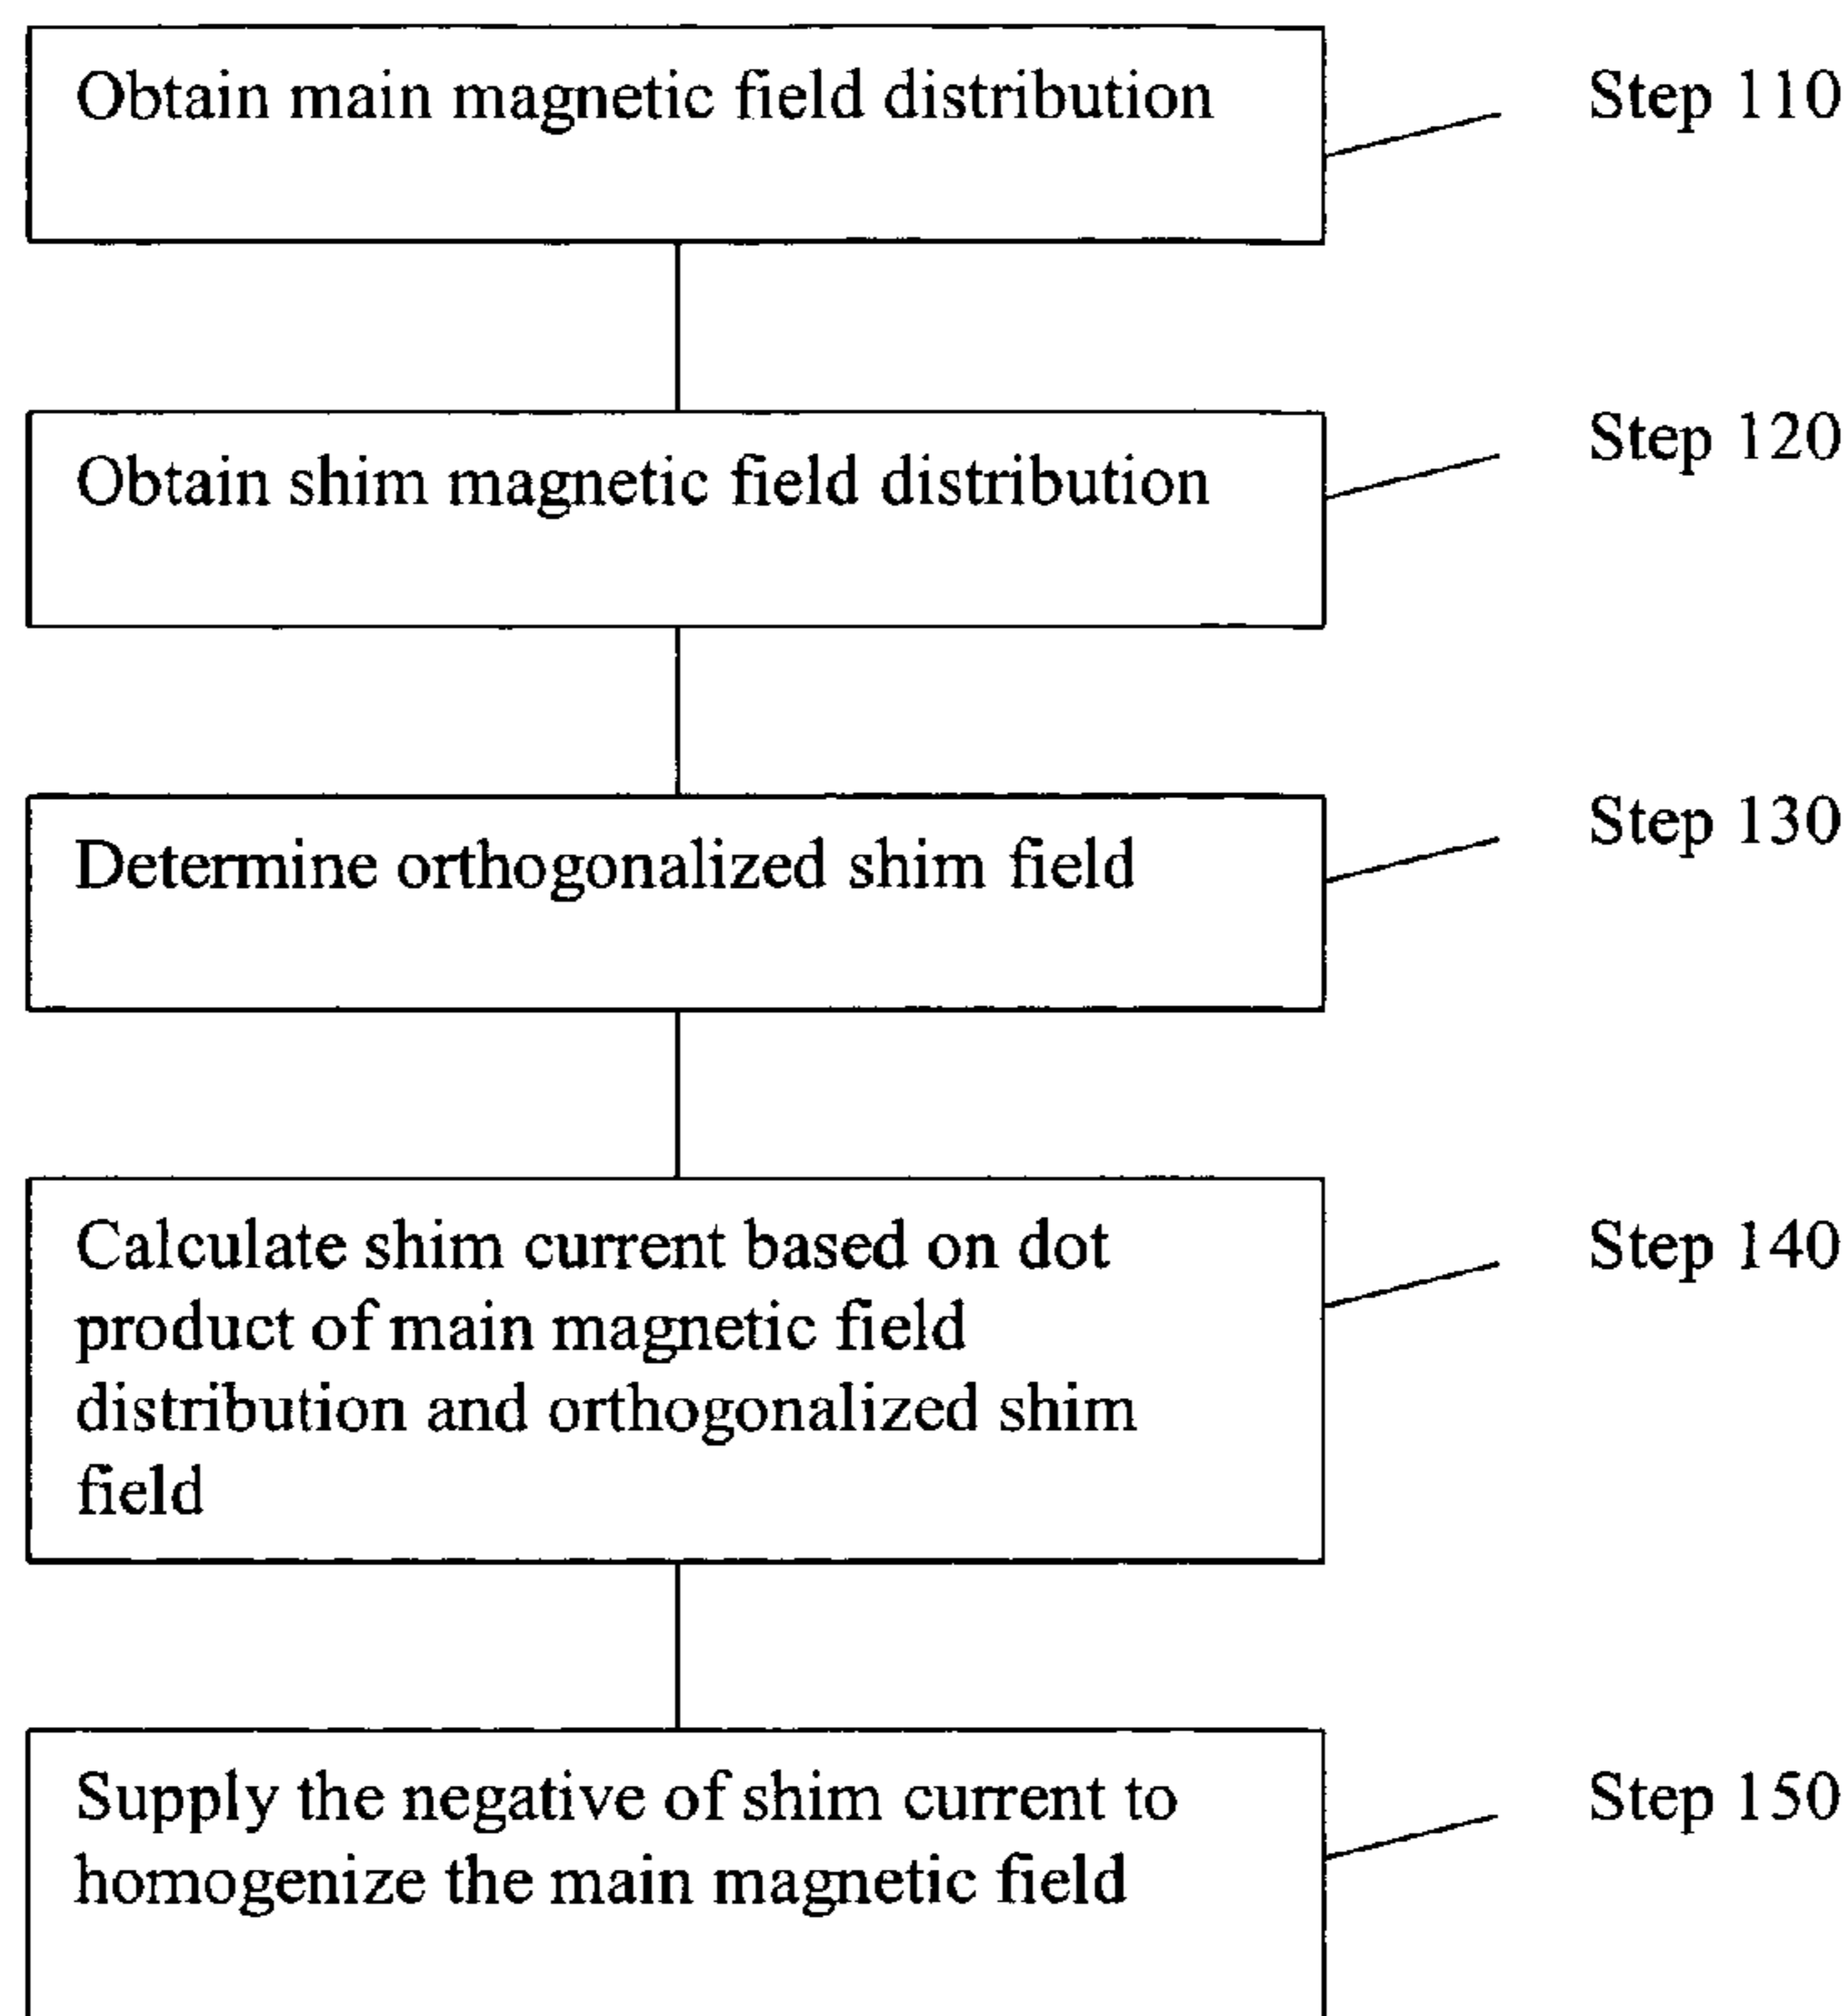 Obtain main magnetic field distribution
Step 110
Obtain shim magnetic field distribution
Step 120
Determine orthogonalized shim field
Step 130
Calculate shim current based on dot
product of main magnetic field
distribution and orthogonalized shim
field
Step 140
Supply the negative of shim current to
homogenize the main magnetic field
Step 150